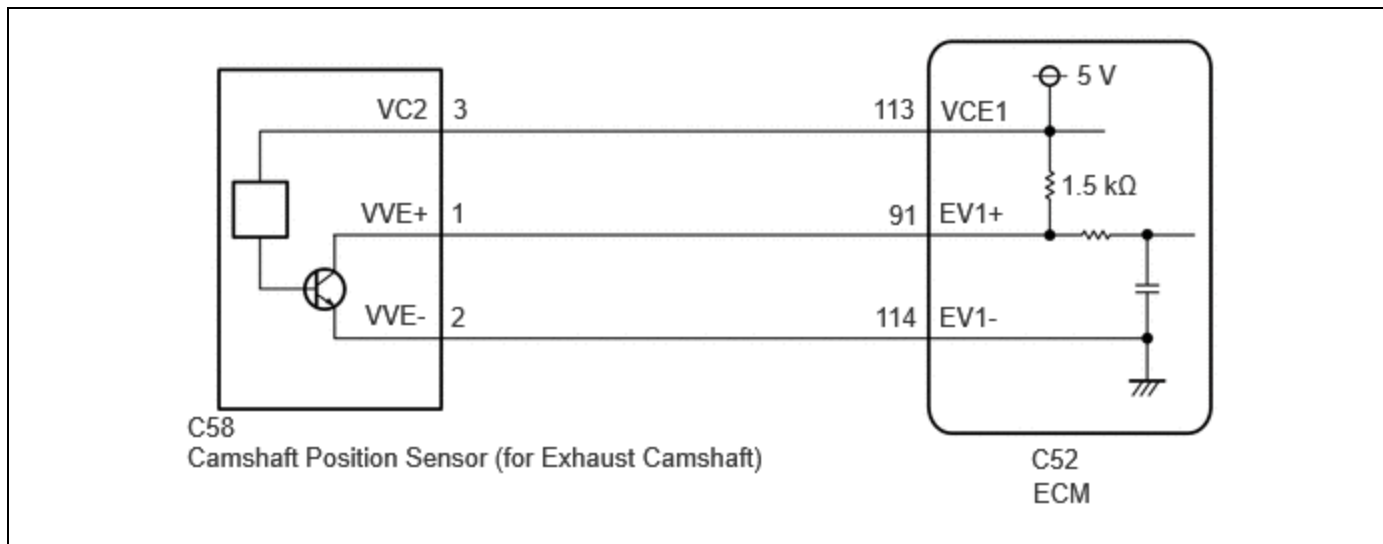 5 V
VC2 3 113 VCE1
1.5 kΩ
VVE+ 1 91 EV1+
VVE- 2 114 EV1-
C58
Camshaft Position Sensor (for Exhaust Camshaft)
C52
ECM